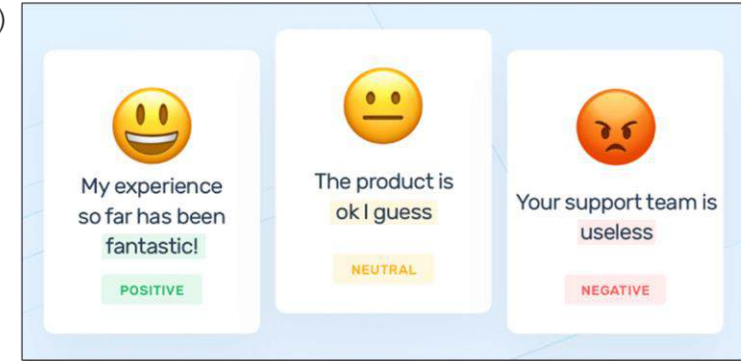 )
My experience
so far has been
fantastic!
POSITIVE
The product is
ok I guess
NEUTRAL
Your support team is
useless
NEGATIVE